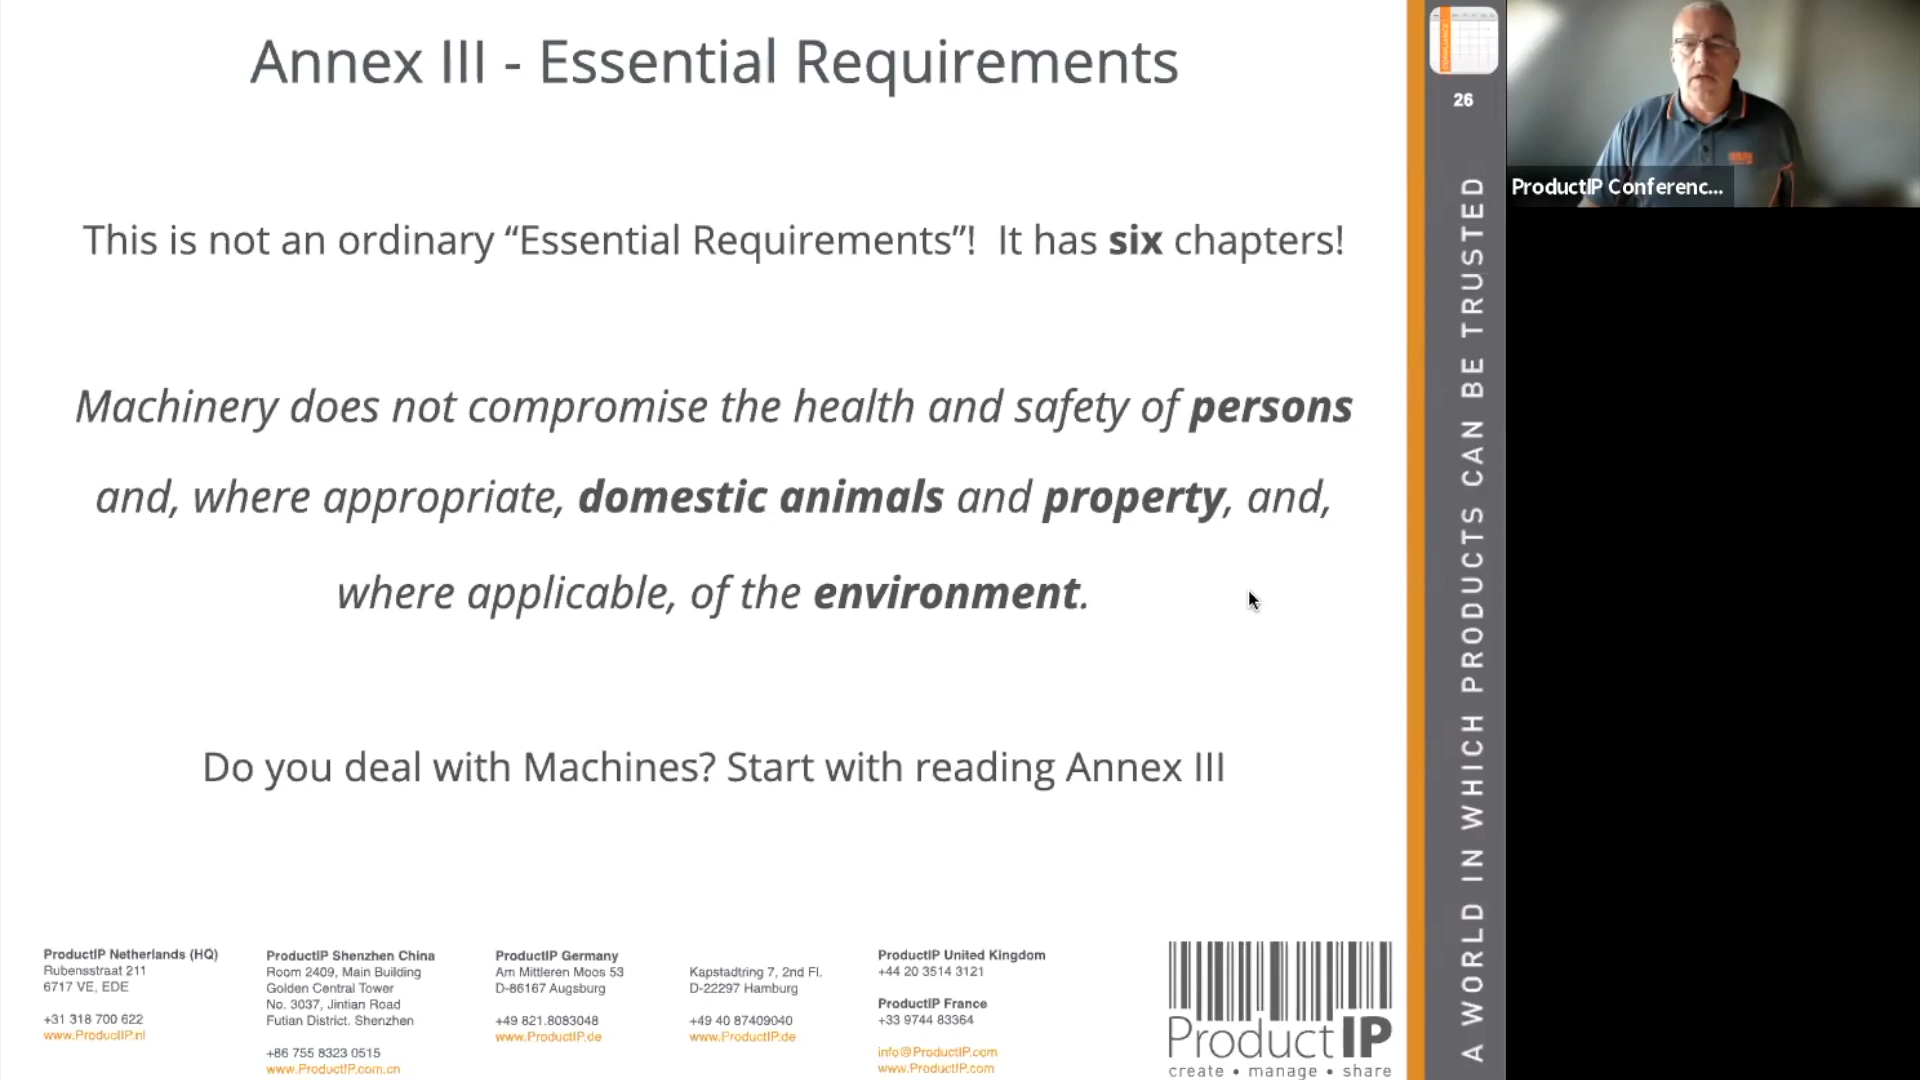 Annex III - Essential Requirements
This is not an ordinary “Essential Requirements”! It has six chapters!
Machinery does not compromise the health and safety of persons
and, where appropriate, domestic animals and property, and,
where applicable, of the environment.
Do you deal with Machines? Start with reading Annex III
ProductIP Netherlands (HQ)
Rubensstraat 211
6717 VE, EDE
+31 318 700 622
www.ProductIP.nl
ProductIP Shenzhen China
Room 2409, Main Building
Golden Central Tower
No. 3037, Jintian Road
Futian District. Shenzhen
+86 755 8323 0515
www.ProductIP.com.cn
ProductIP Germany
Am Mittleren Moos 53
D-86167 Augsburg
+49 821.8083048
www.ProductIP.de
Kapstadtring 7, 2nd Fl.
D-22297 Hamburg
+49 40 87409040
www.ProductIP.de
ProductIP United Kingdom
+44 20 3514 3121
ProductIP France
+33 9744 83364
info@ProductIP.com
www.ProductIP.com
ProductIP
create • manage • share
26
A WORLD IN WHICH PRODUCTS CAN BE TRUSTED
ProductIP Conferenc...